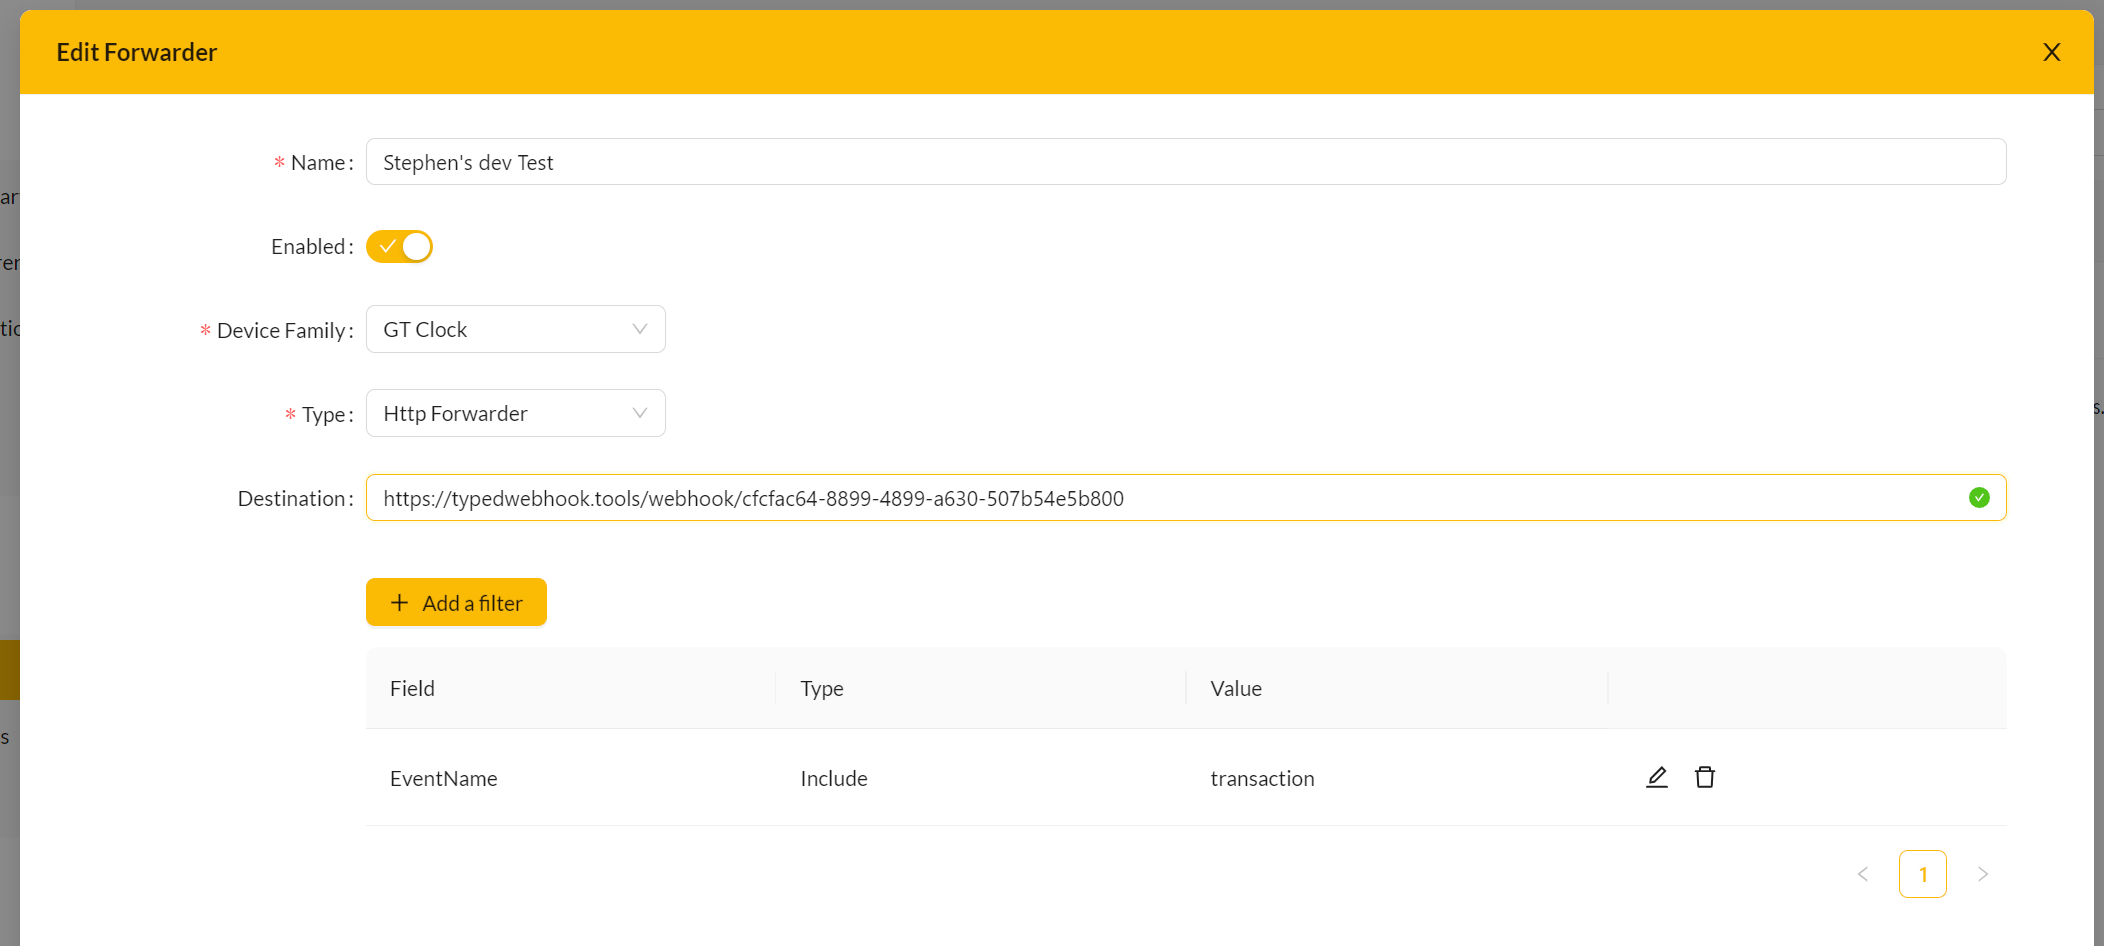 Edit Forwarder
* Name: Stephen's dev Test
Enabled:
* Device Family: GT Clock
* Type: Http Forwarder
Destination: https://typedwebhook.tools/webhook/cfcfac64-8899-4899-a630-507b54e5b800
+ Add a filter
Field Type Value
EventName Include transaction
< 1 >